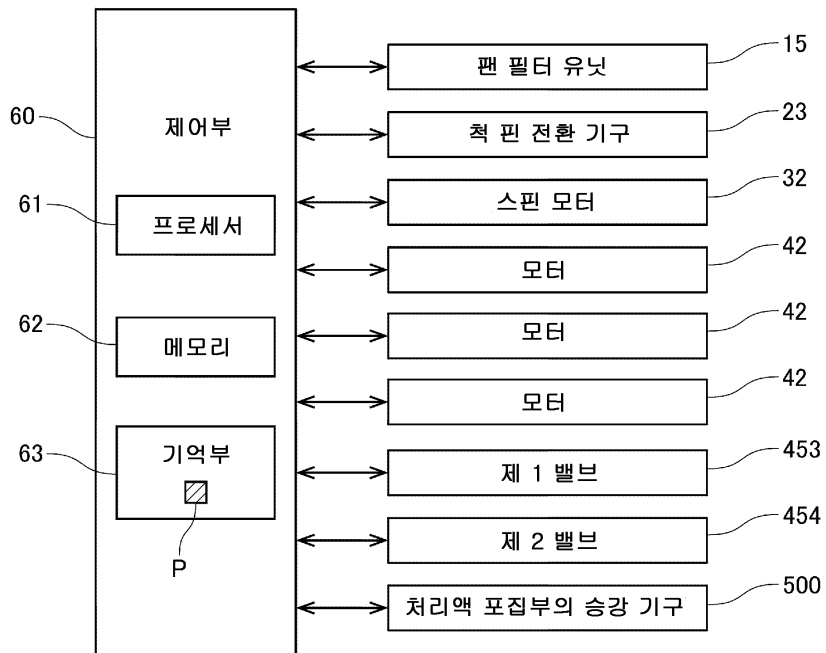 60
제어부
61
프로세서
62
메모리
63
기억부
P
팬 필터 유닛
15
척 핀 전환 기구
23
스핀 모터
32
모터
42
모터
42
모터
42
제 1 밸브
453
제 2 밸브
454
처리액 포집부의 승강 기구
500